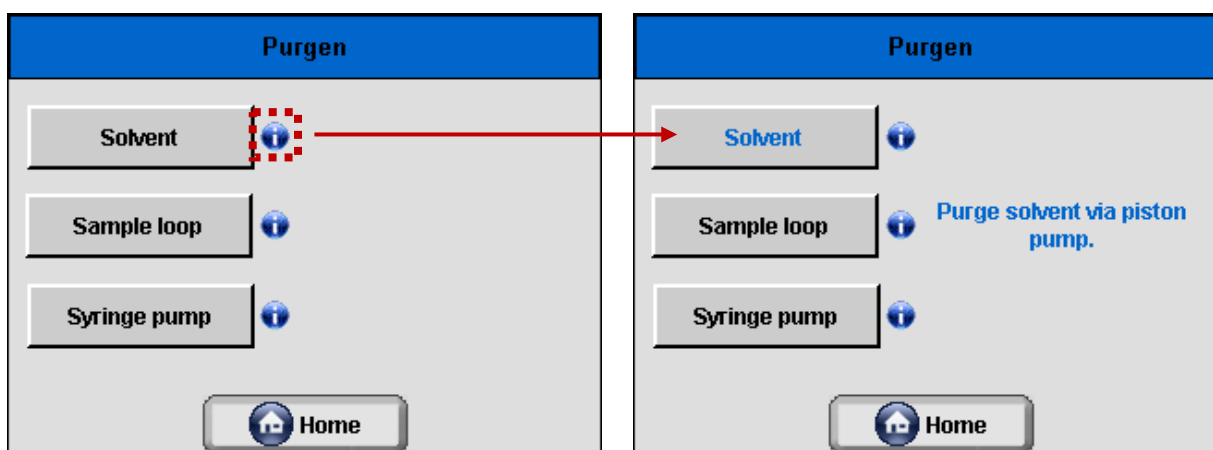 Purgen
Solvent
Sample loop
Syringe pump
Home
Purgen
Solvent
Sample loop
Purge solvent via piston
pump.
Syringe pump
Home